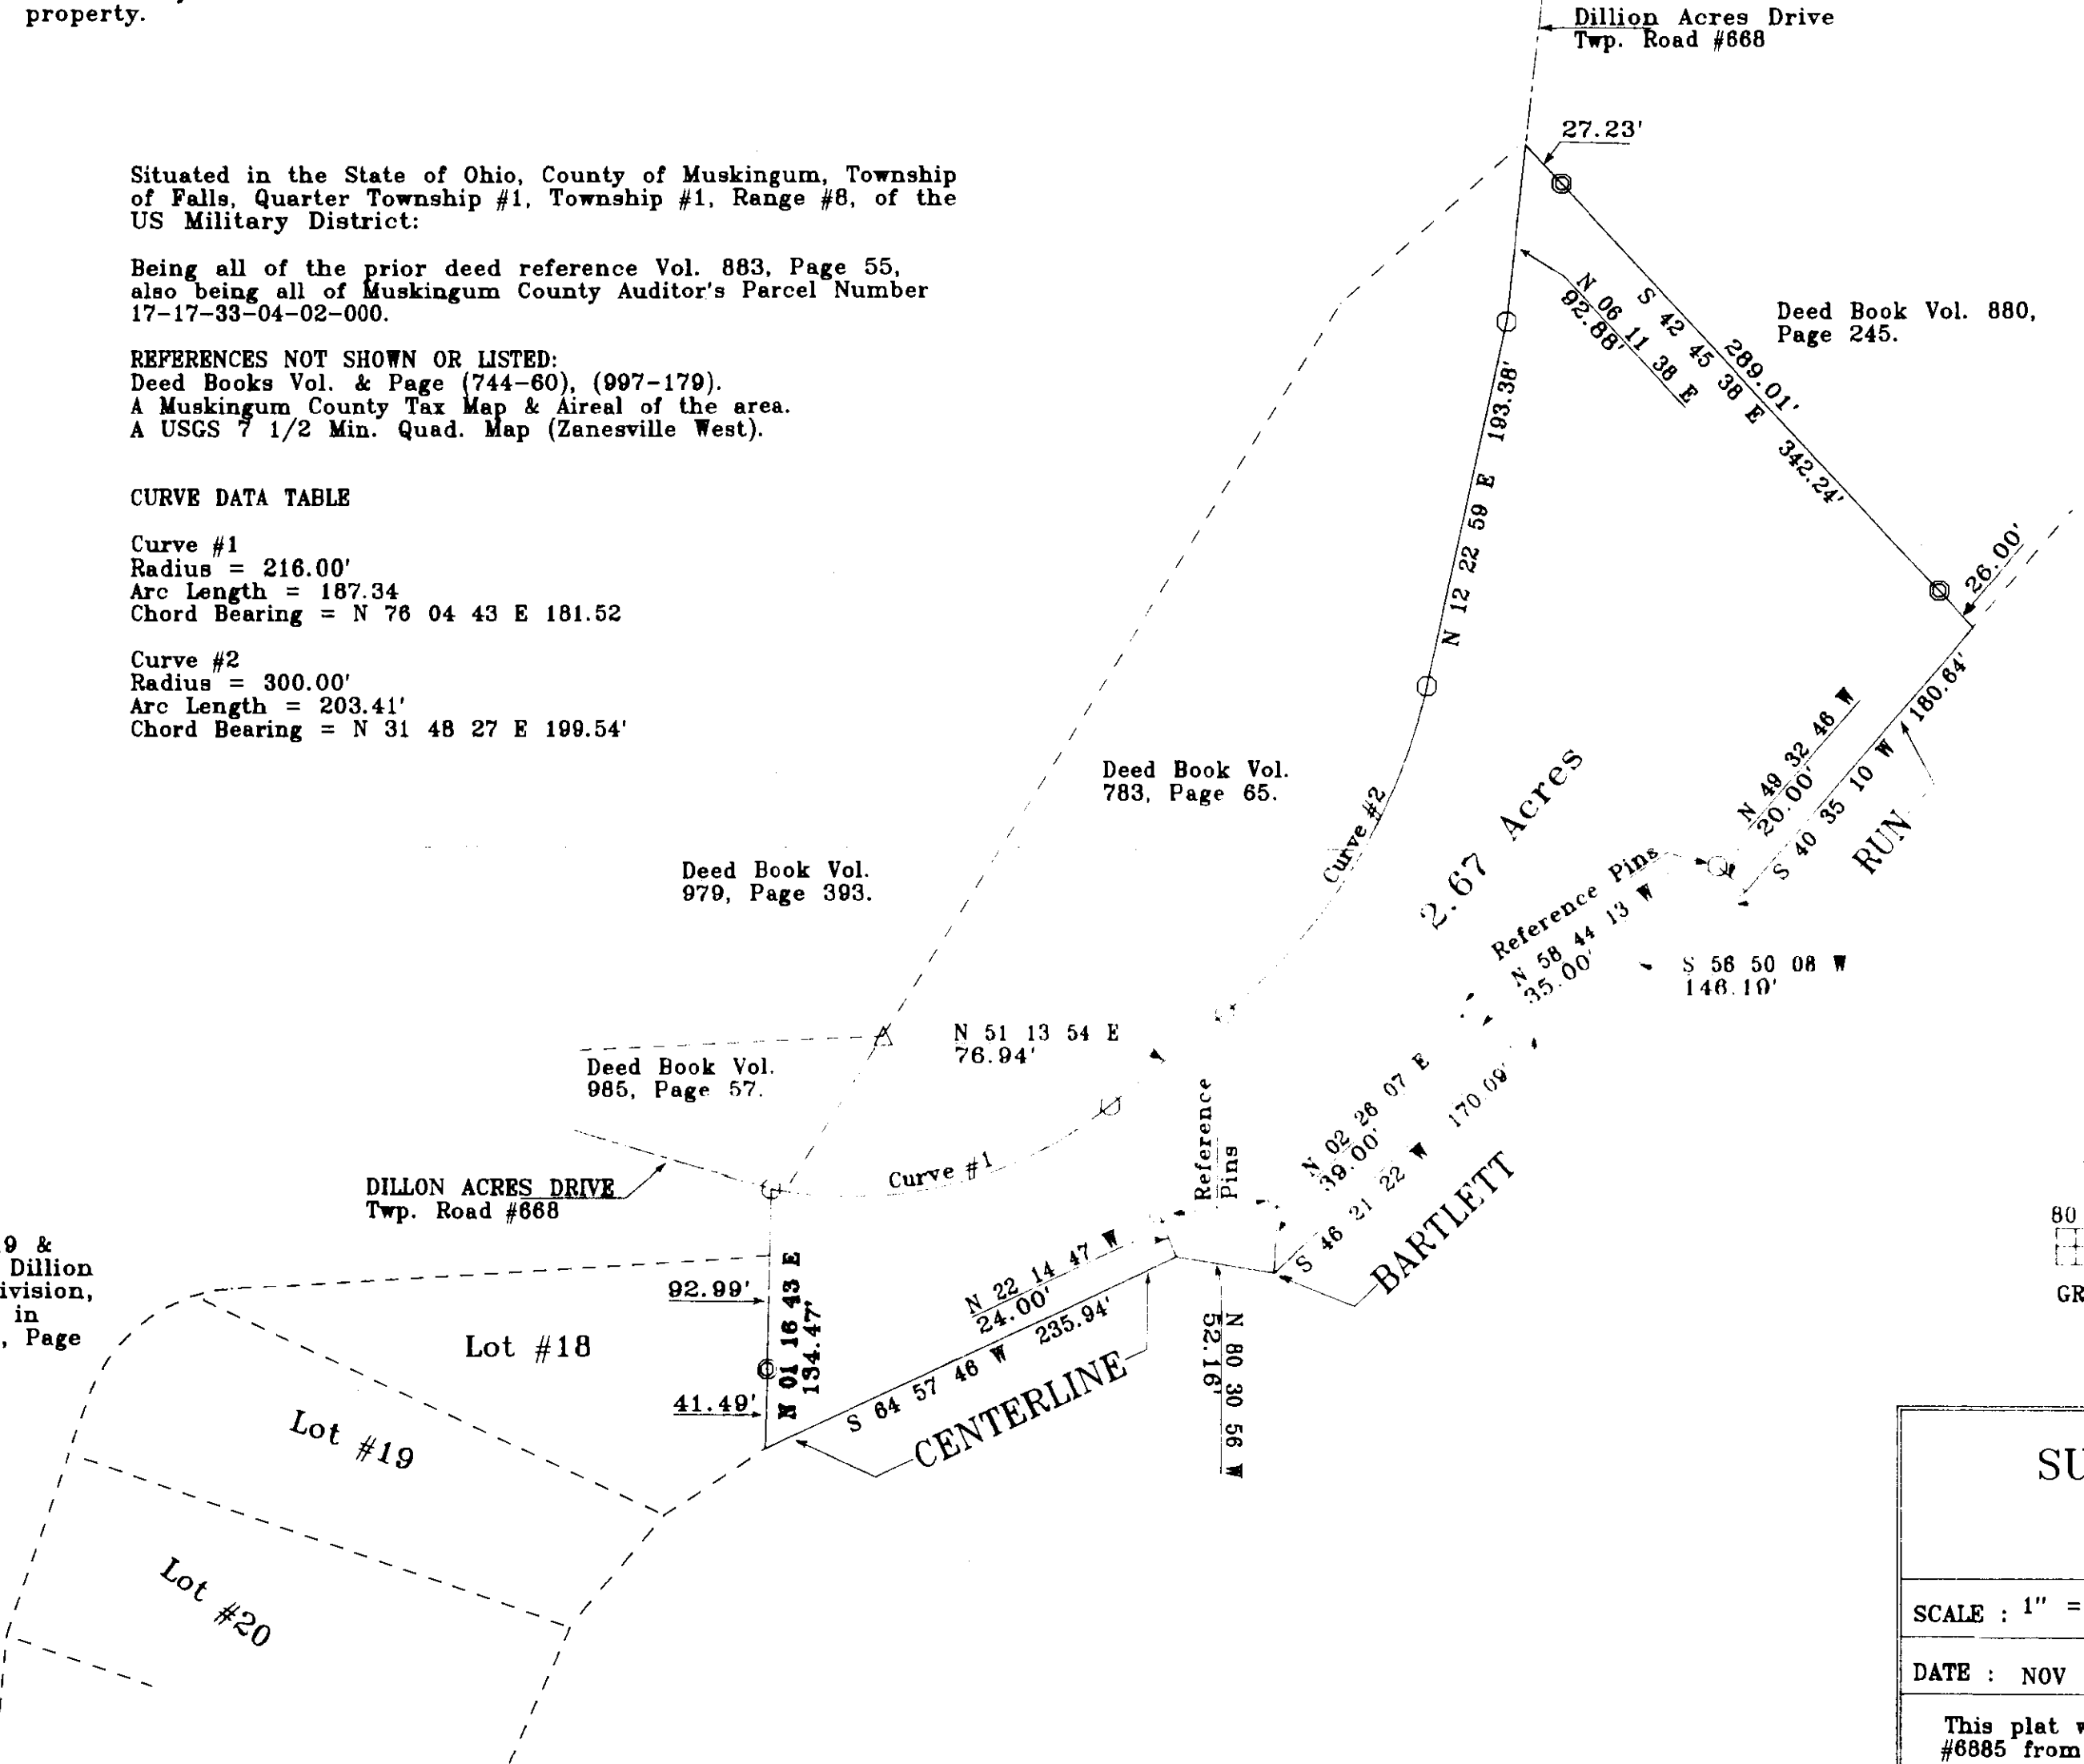 property.
Dillion Acres Drive
Twp. Road #668
27.23'
Situated in the State of Ohio, County of Muskingum, Township
of Falls, Quarter Township #1, Township #1, Range #8, of the
US Military District:
Being all of the prior deed reference Vol. 883, Page 55,
also being all of Muskingum County Auditor's Parcel Number
17-17-33-04-02-000.
REFERENCES NOT SHOWN OR LISTED:
Deed Books Vol. & Page (744-60), (997-179).
A Muskingum County Tax Map & Aireal of the area.
A USGS 7 1/2 Min. Quad. Map (Zanesville West).
CURVE DATA TABLE
Curve #1
Radius = 216.00'
Arc Length = 187.34
Chord Bearing = N 76 04 43 E 181.52
Curve #2
Radius = 300.00'
Arc Length = 203.41'
Chord Bearing = N 31 48 27 E 199.54'
N 06 11 38 E
92.88'
289.01'
S 42 45 38 E 342.24'
Deed Book Vol. 880,
Page 245.
N 12 22 59 E 193.38'
26.00'
S 40 35 10 W 180.64'
N 49 32 46 W
20.00'
RUN
Deed Book Vol.
783, Page 65.
Curve #2
2.67 Acres
Deed Book Vol.
979, Page 393.
Reference Pins
N 58 44 13 W
35.00'
S 56 50 08 W
146.19'
N 51 13 54 E
76.94'
Deed Book Vol.
985, Page 57.
Reference
Pins
N 02 26 07 E
39.00'
S 46 21 22 W 170.09'
BARTLETT
Curve #1
DILLON ACRES DRIVE
Twp. Road #668
N 22 14 47 W
24.00'
S 64 57 46 W 235.94'
CENTERLINE
N 80 30 56 W
52.16'
N 01 16 43 E
134.47'
92.99'
41.49'
9 &
Dillion
ivision,
in
, Page
Lot #18
Lot #19
Lot #20
80
GR
SU
SCALE : 1" =
DATE : NOV
This plat w
#6885 from